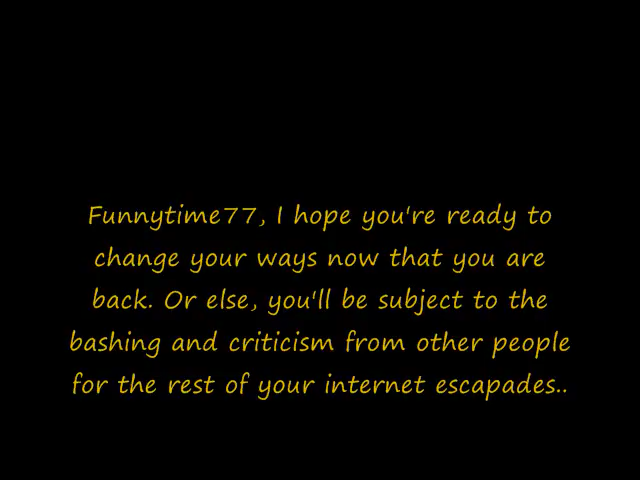 Funnytime77, I hope you're ready to
change your ways now that you are
back. Or else, you'll be subject to the
bashing and criticism from other people
for the rest of your internet escapades..